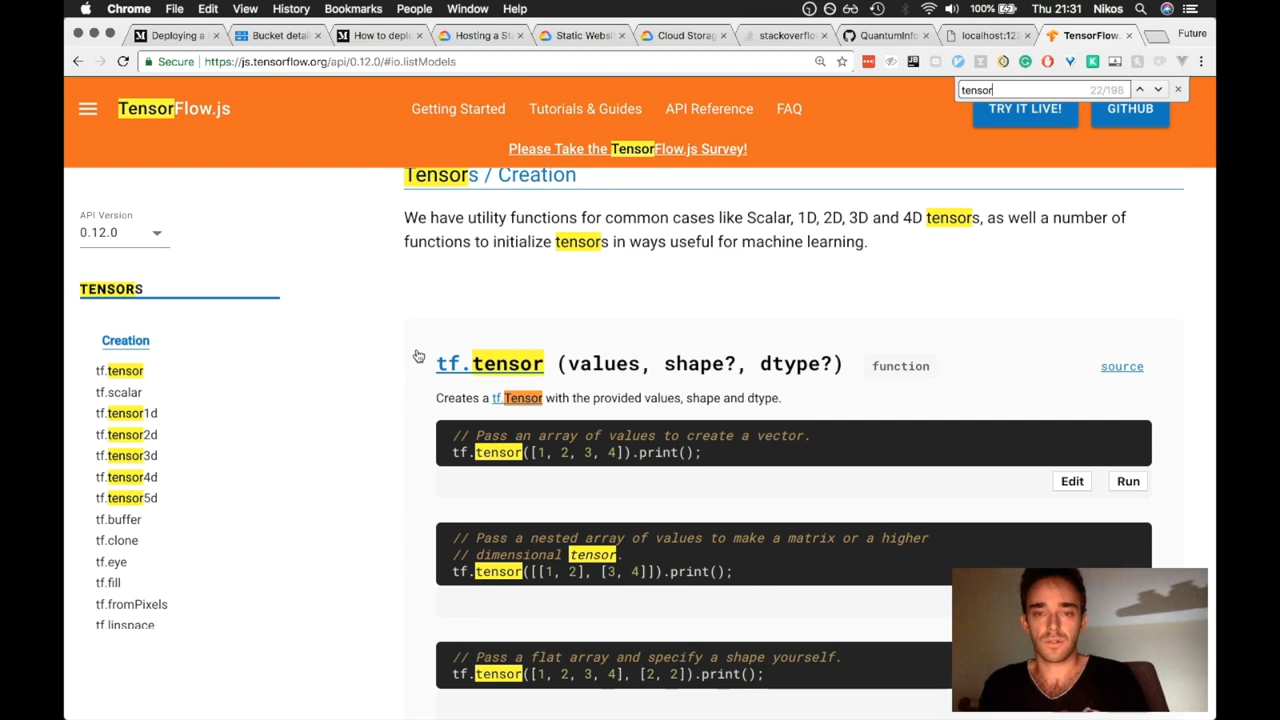 Chrome File Edit View History Bookmarks People Window Help 100% Thu 21:31 Nikos
Deploying a
Bucket detai
How to deplo
Hosting a Sta
Static Websi
Cloud Storag
stackoverflo
QuantumInfo
localhost:12
TensorFlow.
Future
Secure https://js.tensorflow.org/api/0.12.0/#io.listModels
tensor 22/198
TensorFlow.js
Getting Started Tutorials & Guides API Reference FAQ
TRY IT LIVE! GITHUB
Please Take the TensorFlow.js Survey!
API Version
0.12.0
TENSORS
Creation
tf.tensor
tf.scalar
tf.tensor1d
tf.tensor2d
tf.tensor3d
tf.tensor4d
tf.tensor5d
tf.buffer
tf.clone
tf.eye
tf.fill
tf.fromPixels
tf.linspace
Tensors / Creation
We have utility functions for common cases like Scalar, 1D, 2D, 3D and 4D tensors, as well a number of
functions to initialize tensors in ways useful for machine learning.
tf.tensor (values, shape?, dtype?) function source
Creates a tf.Tensor with the provided values, shape and dtype.
// Pass an array of values to create a vector.
tf.tensor([1, 2, 3, 4]).print();
Edit Run
// Pass a nested array of values to make a matrix or a higher
// dimensional tensor.
tf.tensor([[1, 2], [3, 4]]).print();
// Pass a flat array and specify a shape yourself.
tf.tensor([1, 2, 3, 4], [2, 2]).print();